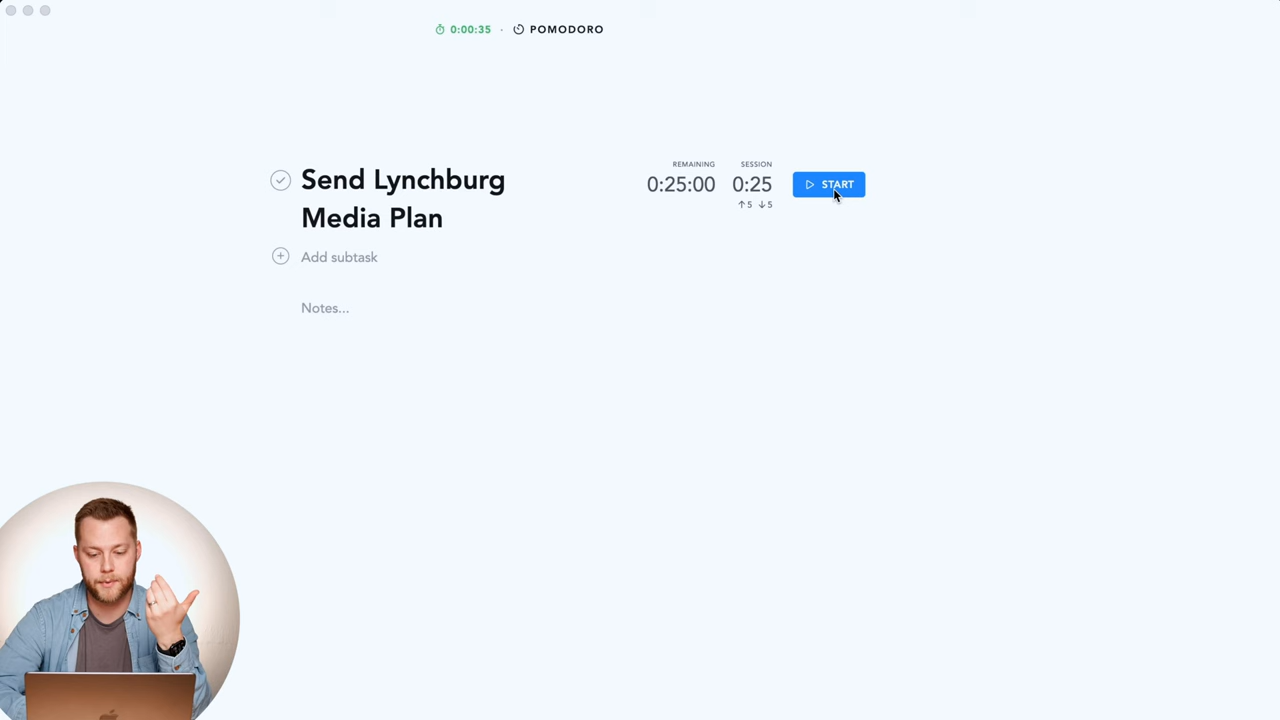 0:00:35 · POMODORO
Send Lynchburg
Media Plan
REMAINING SESSION
0:25:00 0:25 START
↑5 ↓5
Add subtask
Notes...